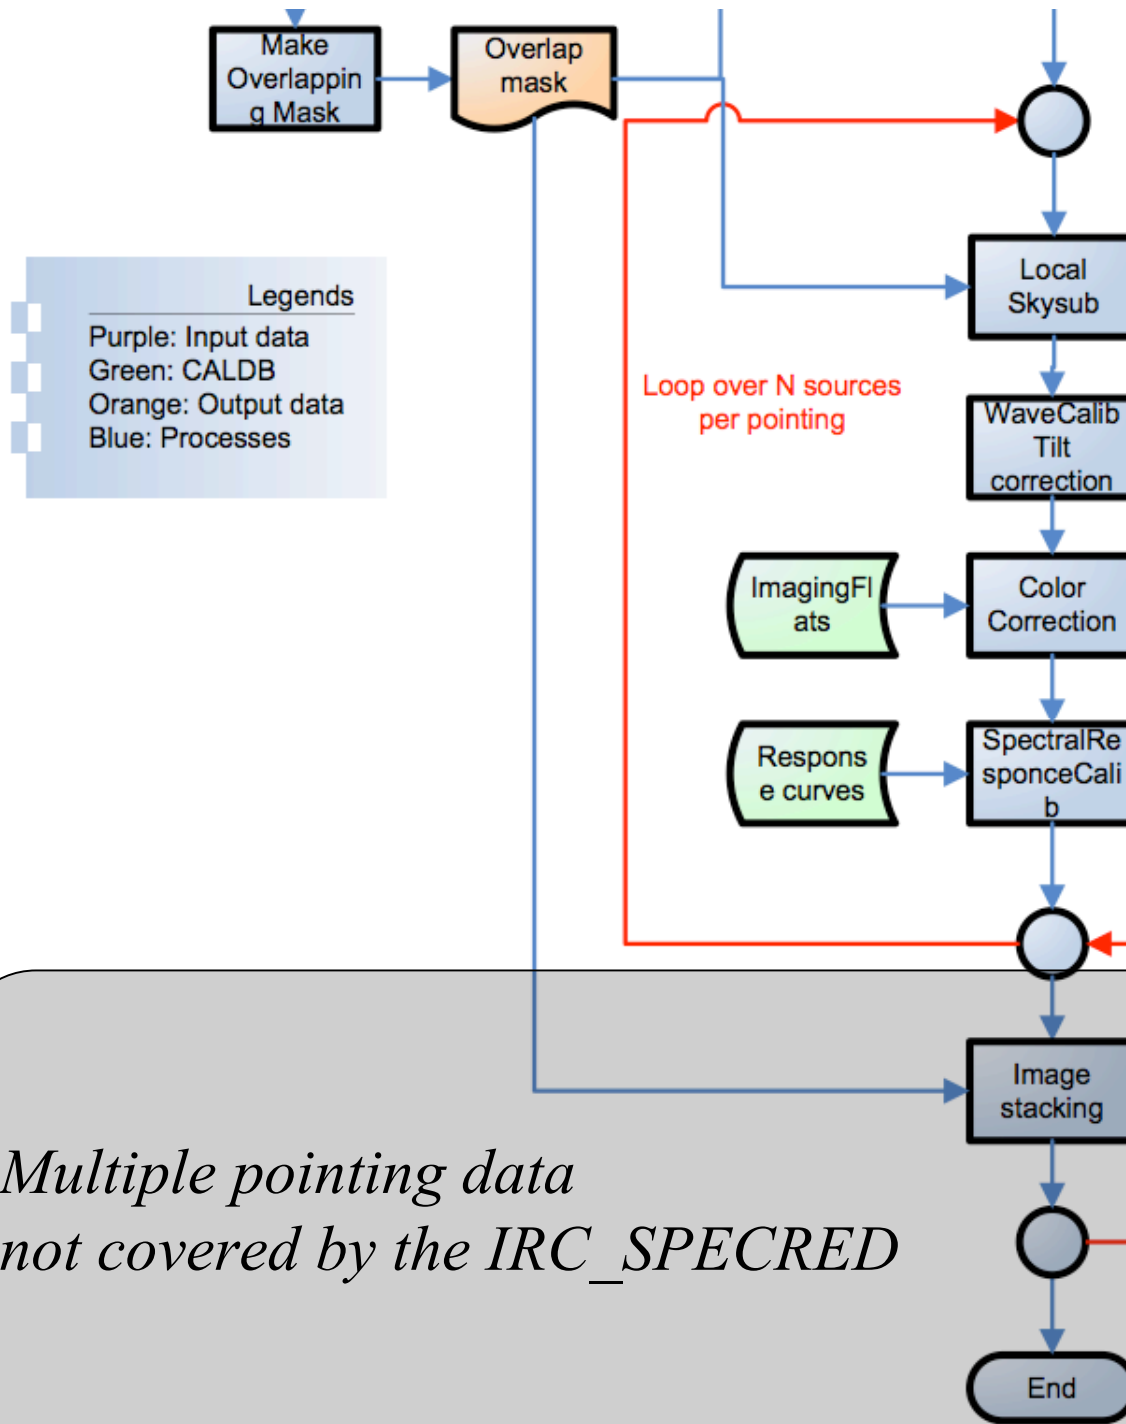 Make
Overlappin
g Mask
Overlap
mask
Local
Skysub
Legends
Purple: Input data
Green: CALDB
Orange: Output data
Blue: Processes
Loop over N sources
per pointing
WaveCalib
Tilt
correction
ImagingFl
ats
Color
Correction
Respons
e curves
SpectralRe
sponceCali
b
Image
stacking
Multiple pointing data
not covered by the IRC_SPECRED
End